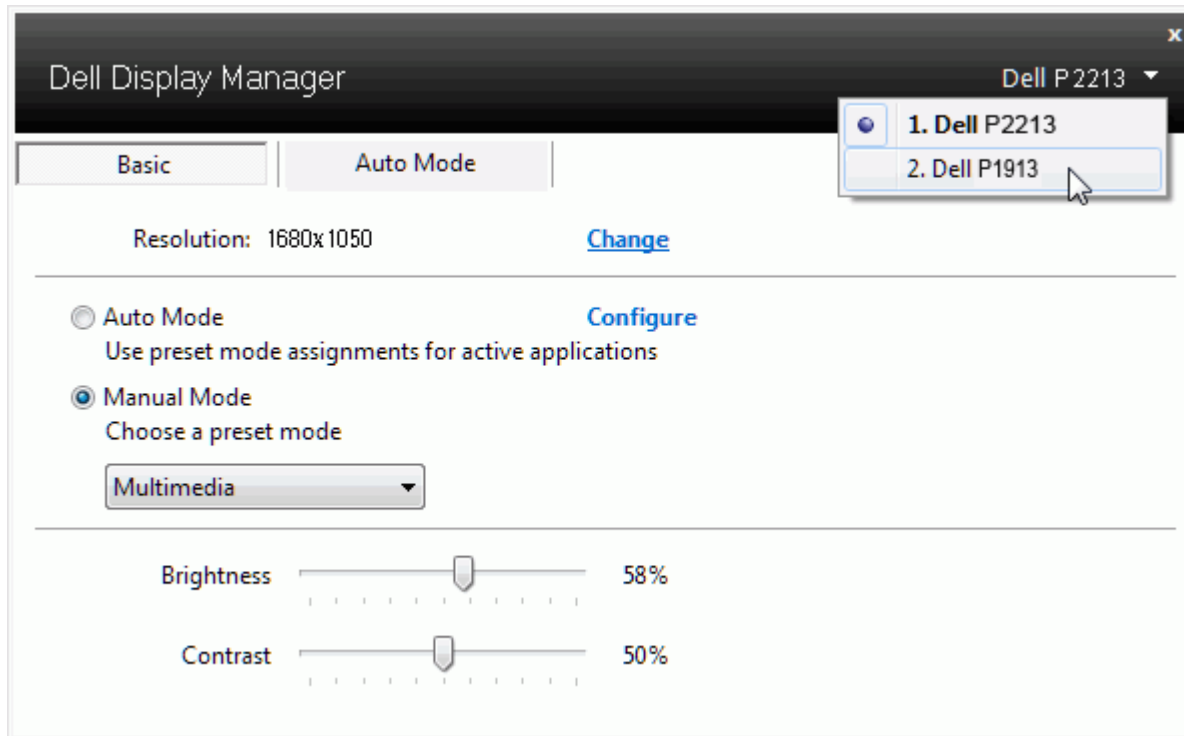 x
Dell Display Manager
Dell P2213
1. Dell P2213
2. Dell P1913
Basic
Auto Mode
Resolution: 1680x1050
Change
Auto Mode
Configure
Use preset mode assignments for active applications
Manual Mode
Choose a preset mode
Multimedia
Brightness 58%
Contrast 50%